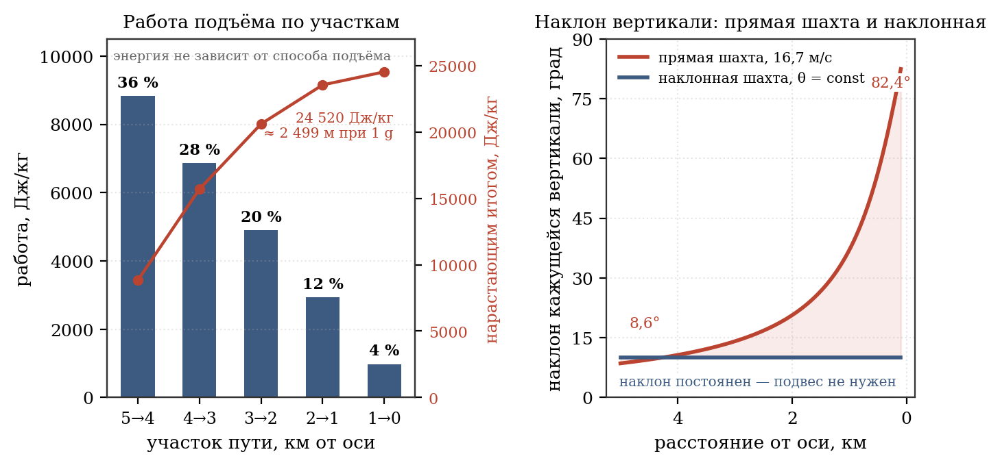 Работа подъёма по участкам
энергия не зависит от способа подъёма
36 %
28 %
20 %
12 %
4 %
24 520 Дж/кг
≈ 2 499 м при 1 g
10000
8000
6000
4000
2000
0
работа, Дж/кг
25000
20000
15000
10000
5000
0
нарастающим итогом, Дж/кг
5→4
4→3
3→2
2→1
1→0
участок пути, км от оси
Наклон вертикали: прямая шахта и наклонная
прямая шахта, 16,7 м/с
наклонная шахта, θ = const
82,4°
8,6°
наклон постоянен — подвес не нужен
90
75
60
45
30
15
0
наклон кажущейся вертикали, град
4
2
0
расстояние от оси, км